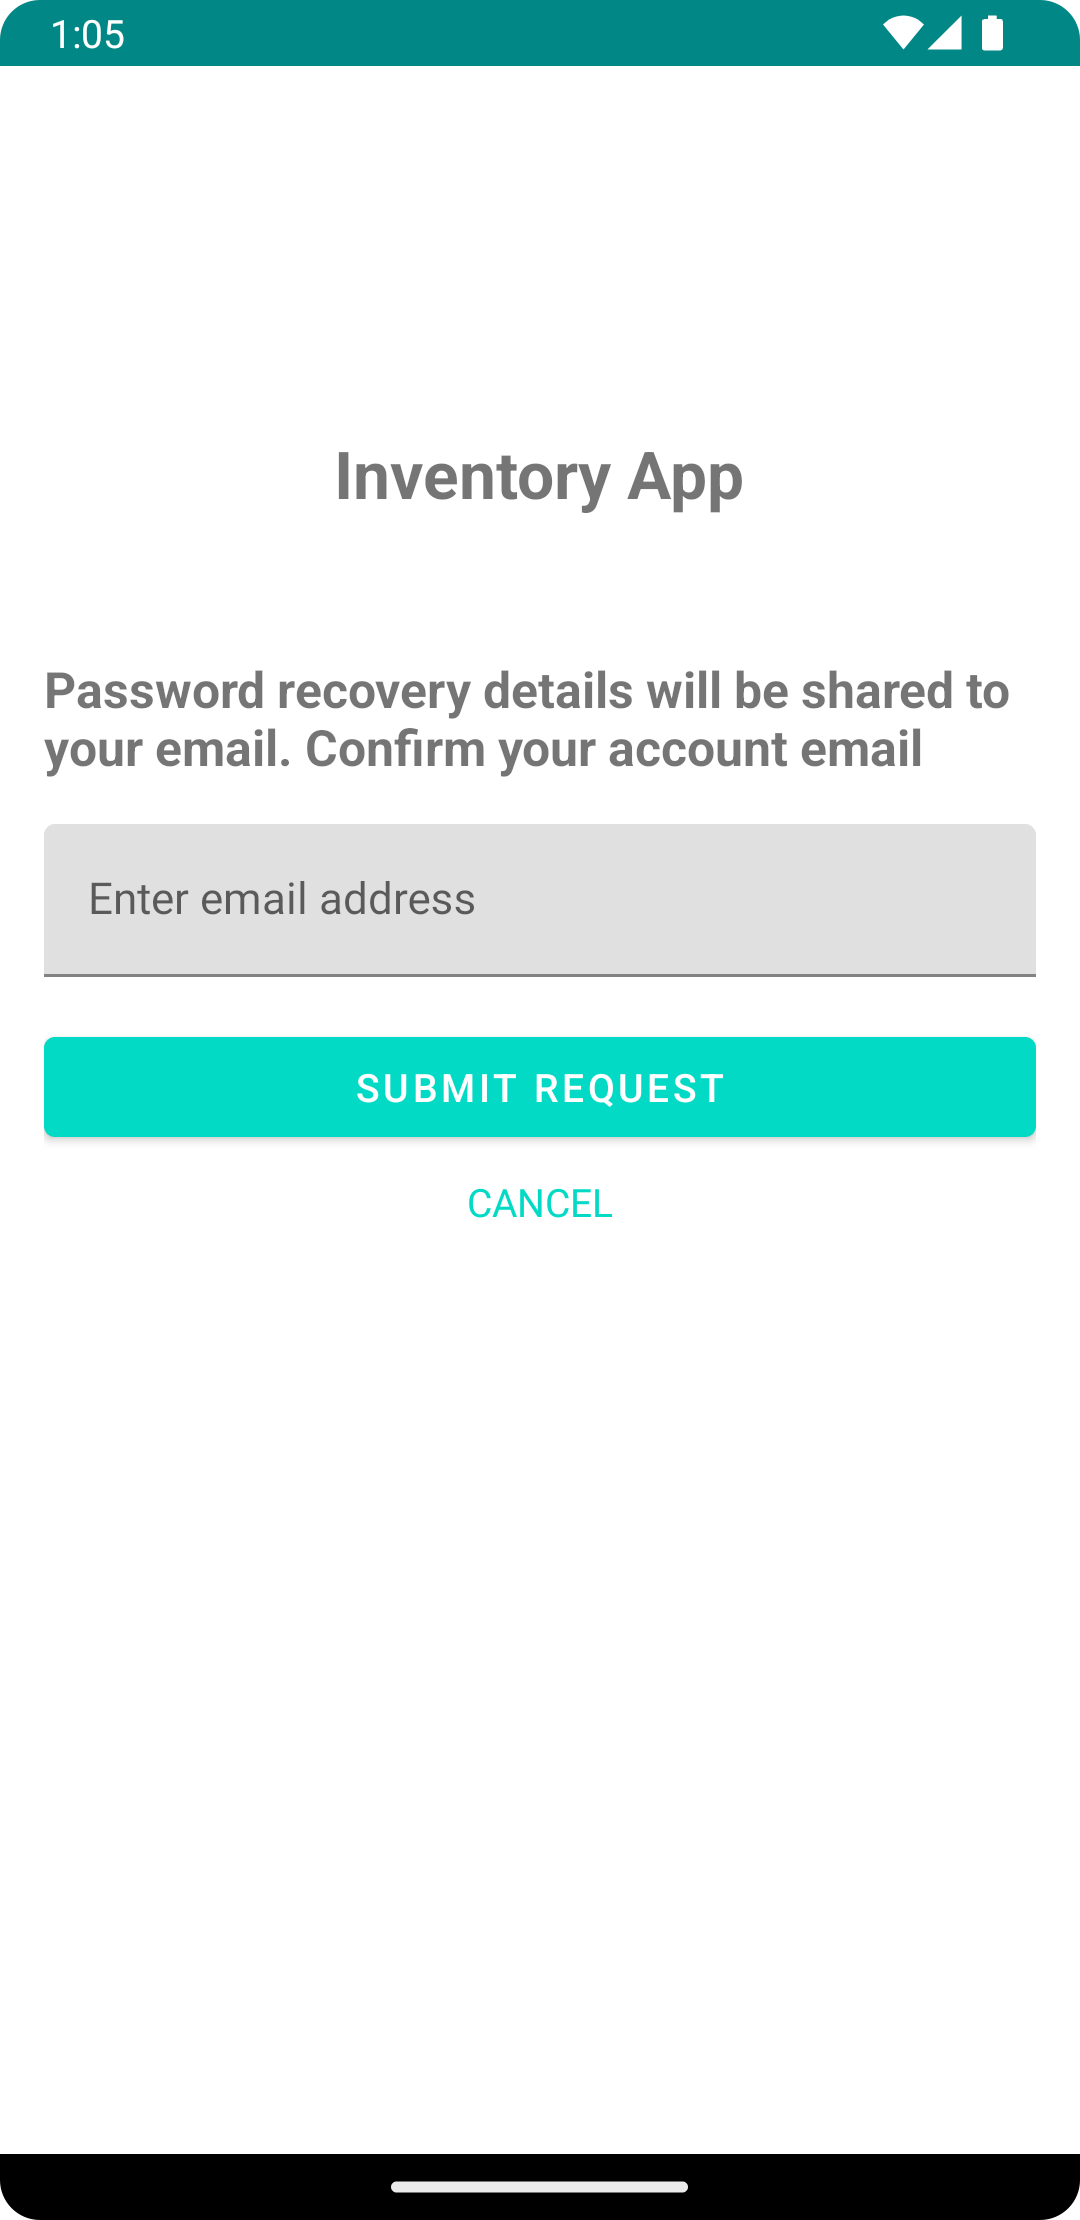 1:05
Inventory App
Password recovery details will be shared to
your email. Confirm your account email
Enter email address
SUBMIT REQUEST
CANCEL